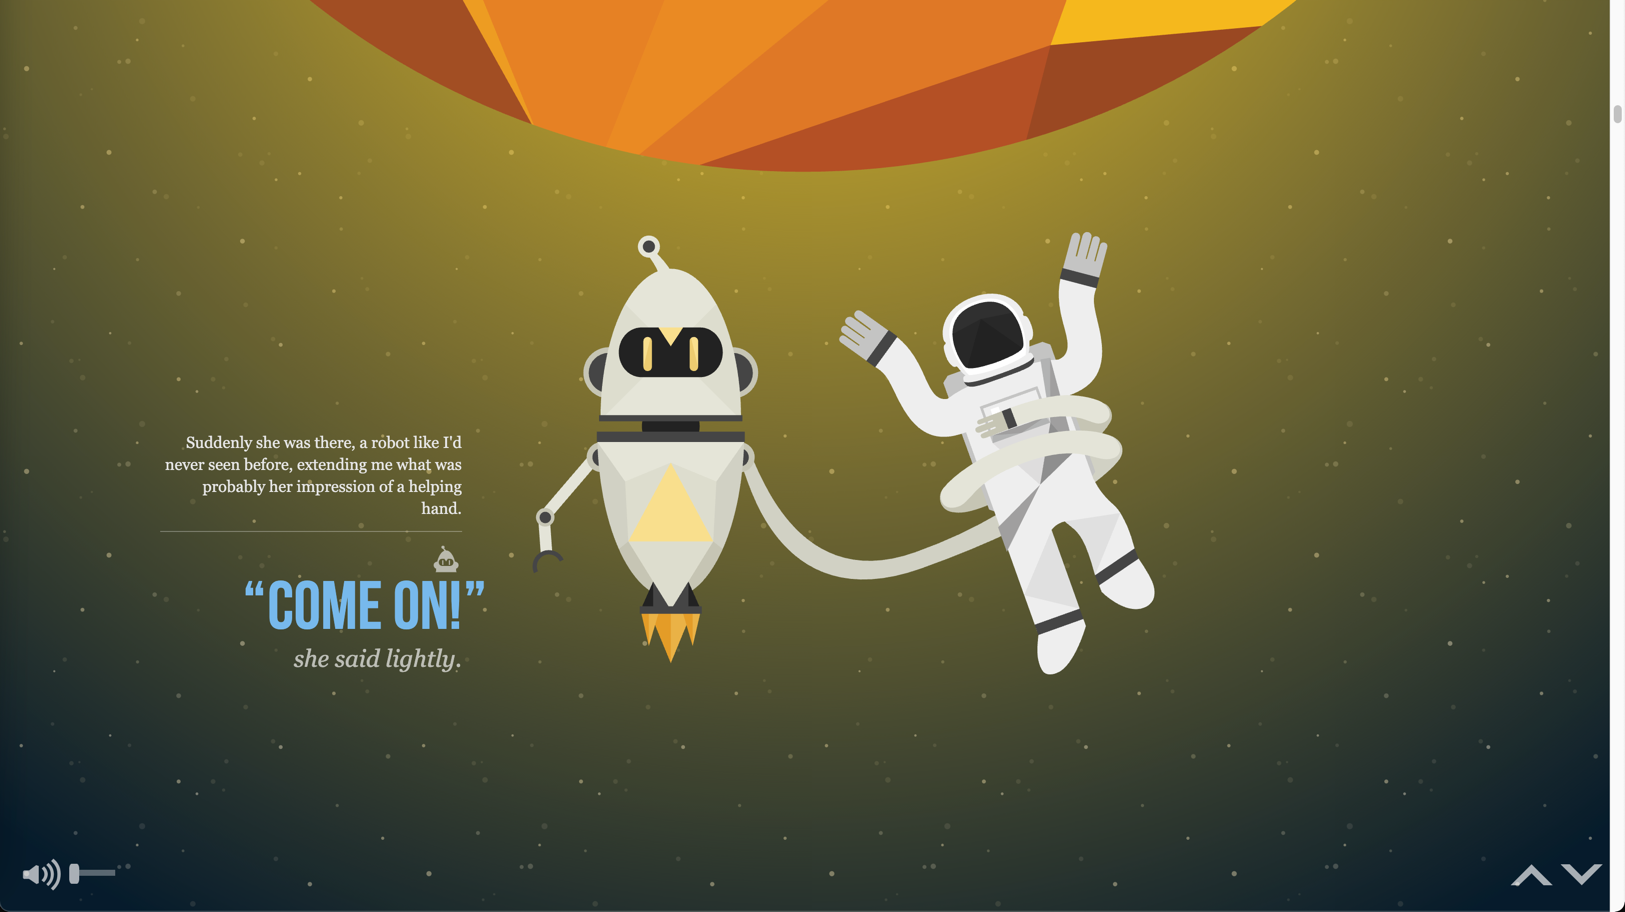 Suddenly she was there, a robot like I'd
never seen before, extending me what was
probably her impression of a helping
hand.
“COME ON!”
she said lightly.